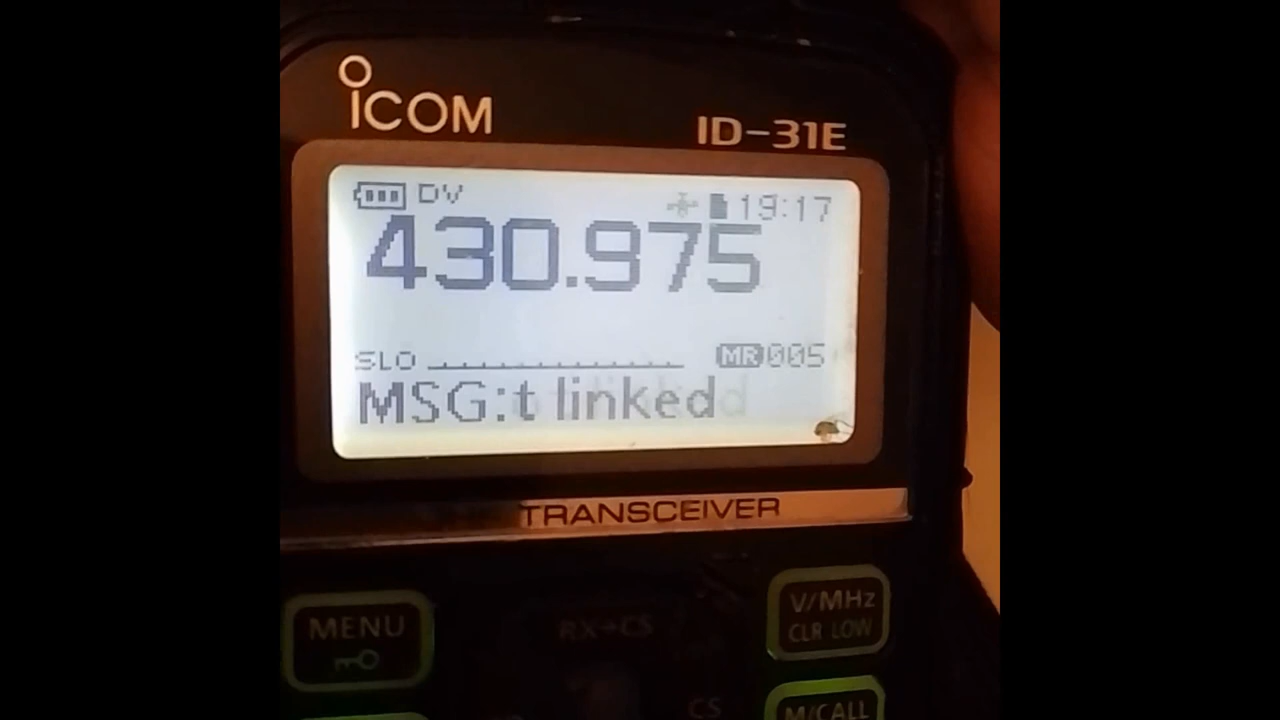 ICOM
ID-31E
DV 19:17
430.975
SLO MR 005
MSG:t linked
TRANSCEIVER
MENU
RX→CS
V/MHz
CLR LOW
CS
M/CALL